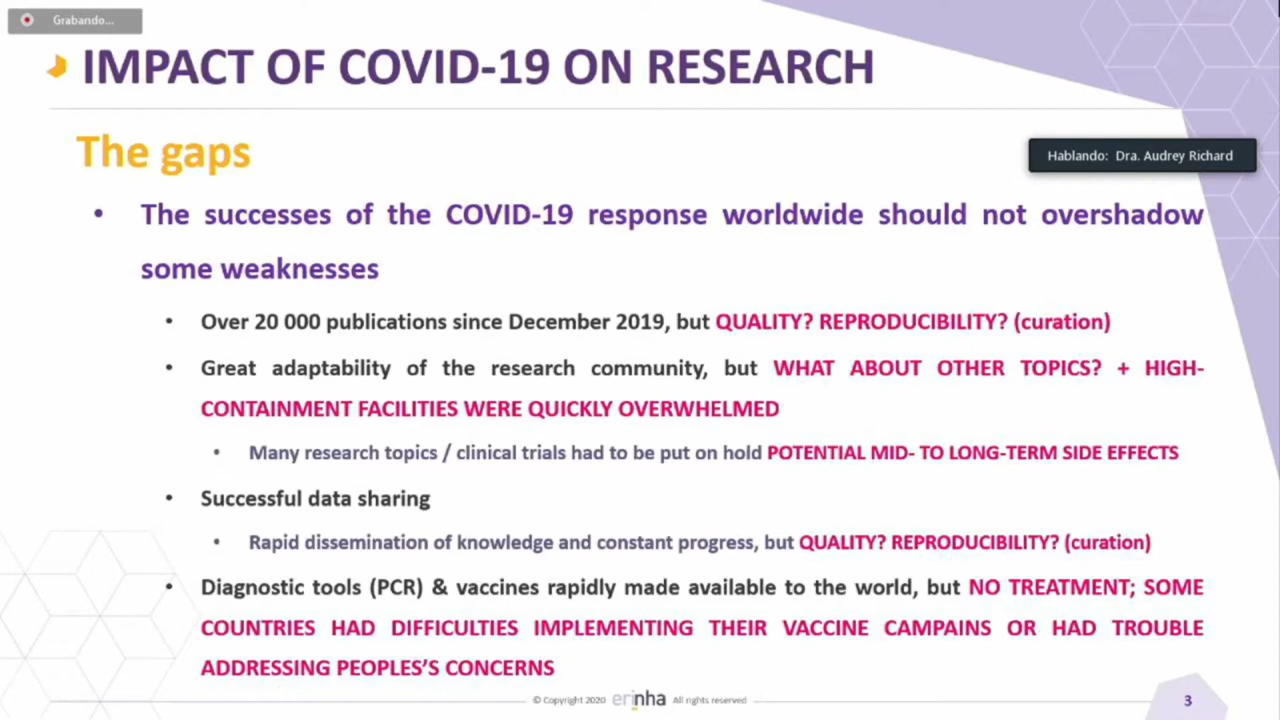 Grabando...
IMPACT OF COVID-19 ON RESEARCH
The gaps
Hablando: Dra. Audrey Richard
• The successes of the COVID-19 response worldwide should not overshadow
some weaknesses
• Over 20 000 publications since December 2019, but QUALITY? REPRODUCIBILITY? (curation)
• Great adaptability of the research community, but WHAT ABOUT OTHER TOPICS? + HIGH-
CONTAINMENT FACILITIES WERE QUICKLY OVERWHELMED
• Many research topics / clinical trials had to be put on hold POTENTIAL MID- TO LONG-TERM SIDE EFFECTS
• Successful data sharing
• Rapid dissemination of knowledge and constant progress, but QUALITY? REPRODUCIBILITY? (curation)
• Diagnostic tools (PCR) & vaccines rapidly made available to the world, but NO TREATMENT; SOME
COUNTRIES HAD DIFFICULTIES IMPLEMENTING THEIR VACCINE CAMPAINS OR HAD TROUBLE
ADDRESSING PEOPLES'S CONCERNS
© Copyright 2020 erinha All rights reserved
3